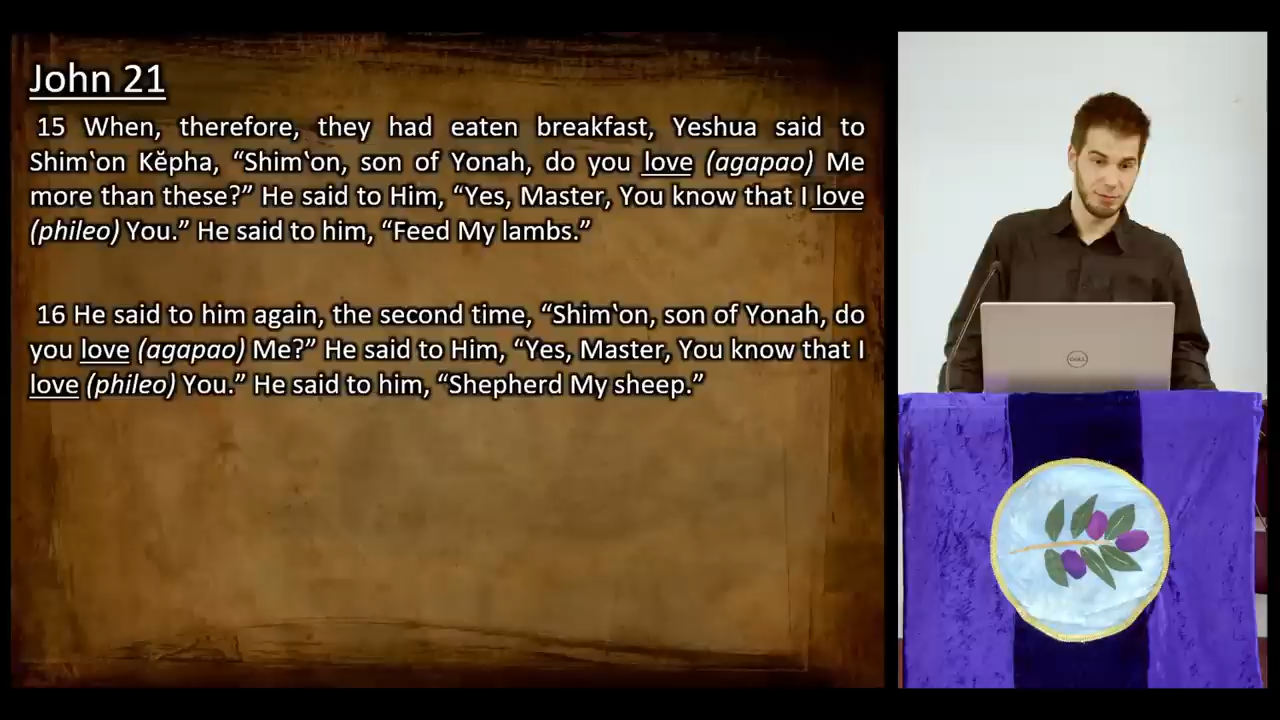 John 21
15 When, therefore, they had eaten breakfast, Yeshua said to
Shim‛on Kĕpha, “Shim‛on, son of Yonah, do you love (agapao) Me
more than these?” He said to Him, “Yes, Master, You know that I love
(phileo) You.” He said to him, “Feed My lambs.”
16 He said to him again, the second time, “Shim‛on, son of Yonah, do
you love (agapao) Me?” He said to Him, “Yes, Master, You know that I
love (phileo) You.” He said to him, “Shepherd My sheep.”
DELL